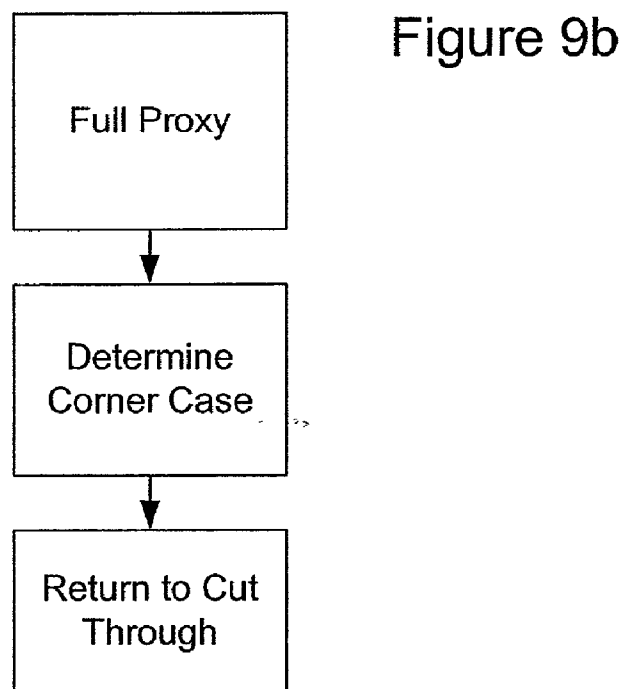 Figure 9b
Full Proxy
Determine
Corner Case
Return to Cut
Through